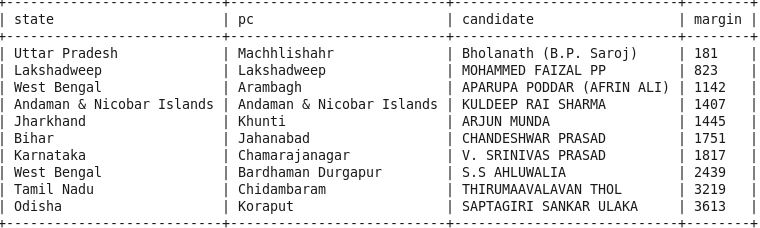 +--------------------------+--------------------------+----------------------------+--------+
| state | pc | candidate | margin |
+--------------------------+--------------------------+----------------------------+--------+
| Uttar Pradesh | Machhlishahr | Bholanath (B.P. Saroj) | 181 |
| Lakshadweep | Lakshadweep | MOHAMMED FAIZAL PP | 823 |
| West Bengal | Arambagh | APARUPA PODDAR (AFRIN ALI) | 1142 |
| Andaman & Nicobar Islands | Andaman & Nicobar Islands | KULDEEP RAI SHARMA | 1407 |
| Jharkhand | Khunti | ARJUN MUNDA | 1445 |
| Bihar | Jahanabad | CHANDESHWAR PRASAD | 1751 |
| Karnataka | Chamarajanagar | V. SRINIVAS PRASAD | 1817 |
| West Bengal | Bardhaman Durgapur | S.S AHLUWALIA | 2439 |
| Tamil Nadu | Chidambaram | THIRUMAAVALAVAN THOL | 3219 |
| Odisha | Koraput | SAPTAGIRI SANKAR ULAKA | 3613 |
+--------------------------+--------------------------+----------------------------+--------+